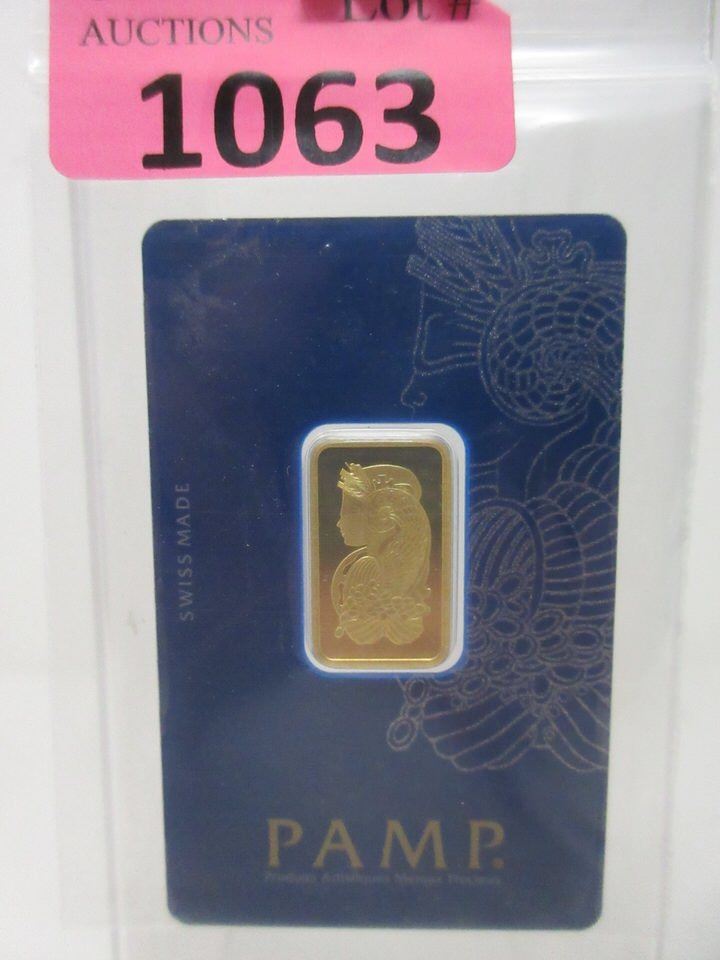 AUCTIONS Lot #
1063
SWISS MADE
PAMP.
Produits Artistiques Métaux Précieux